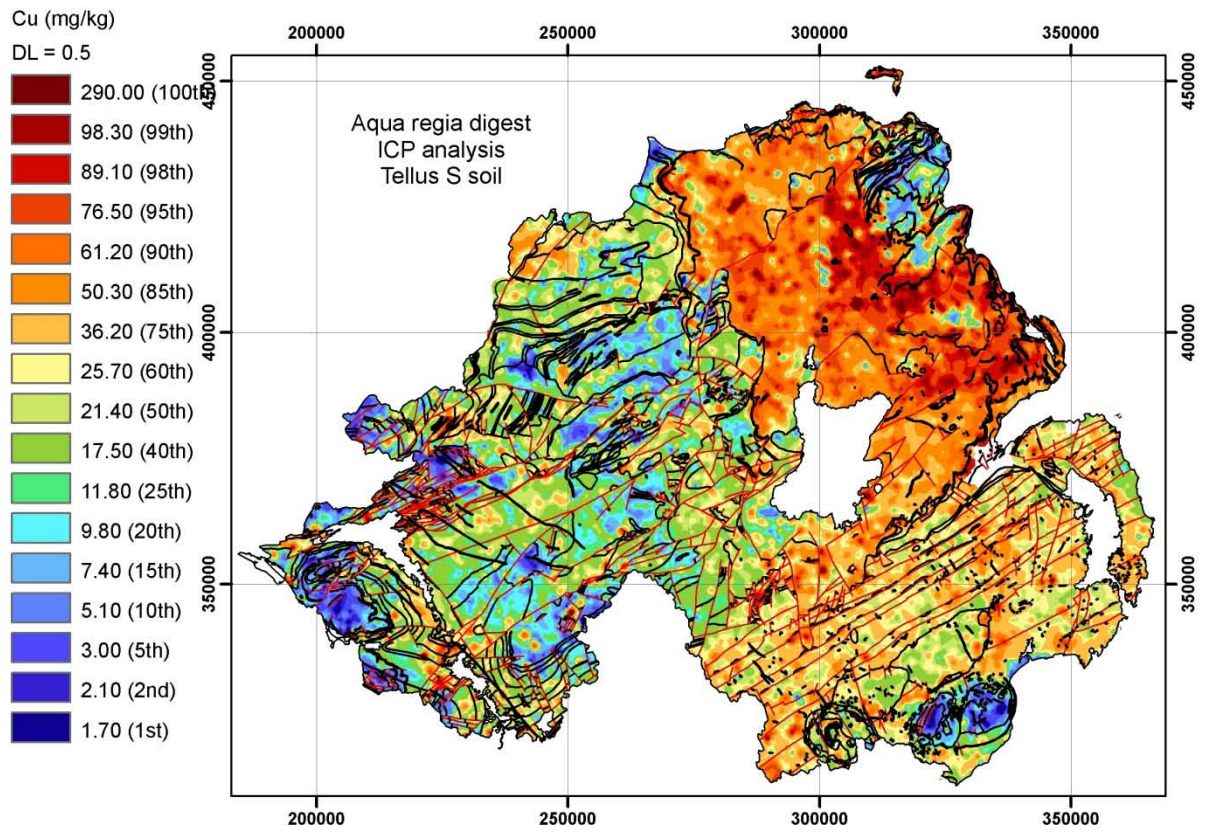 Cu (mg/kg)
DL = 0.5
290.00 (100th)
98.30 (99th)
89.10 (98th)
76.50 (95th)
61.20 (90th)
50.30 (85th)
36.20 (75th)
25.70 (60th)
21.40 (50th)
17.50 (40th)
11.80 (25th)
9.80 (20th)
7.40 (15th)
5.10 (10th)
3.00 (5th)
2.10 (2nd)
1.70 (1st)
200000 250000 300000 350000
450000 450000
Aqua regia digest
ICP analysis
Tellus S soil
400000 400000
350000 350000
200000 250000 300000 350000